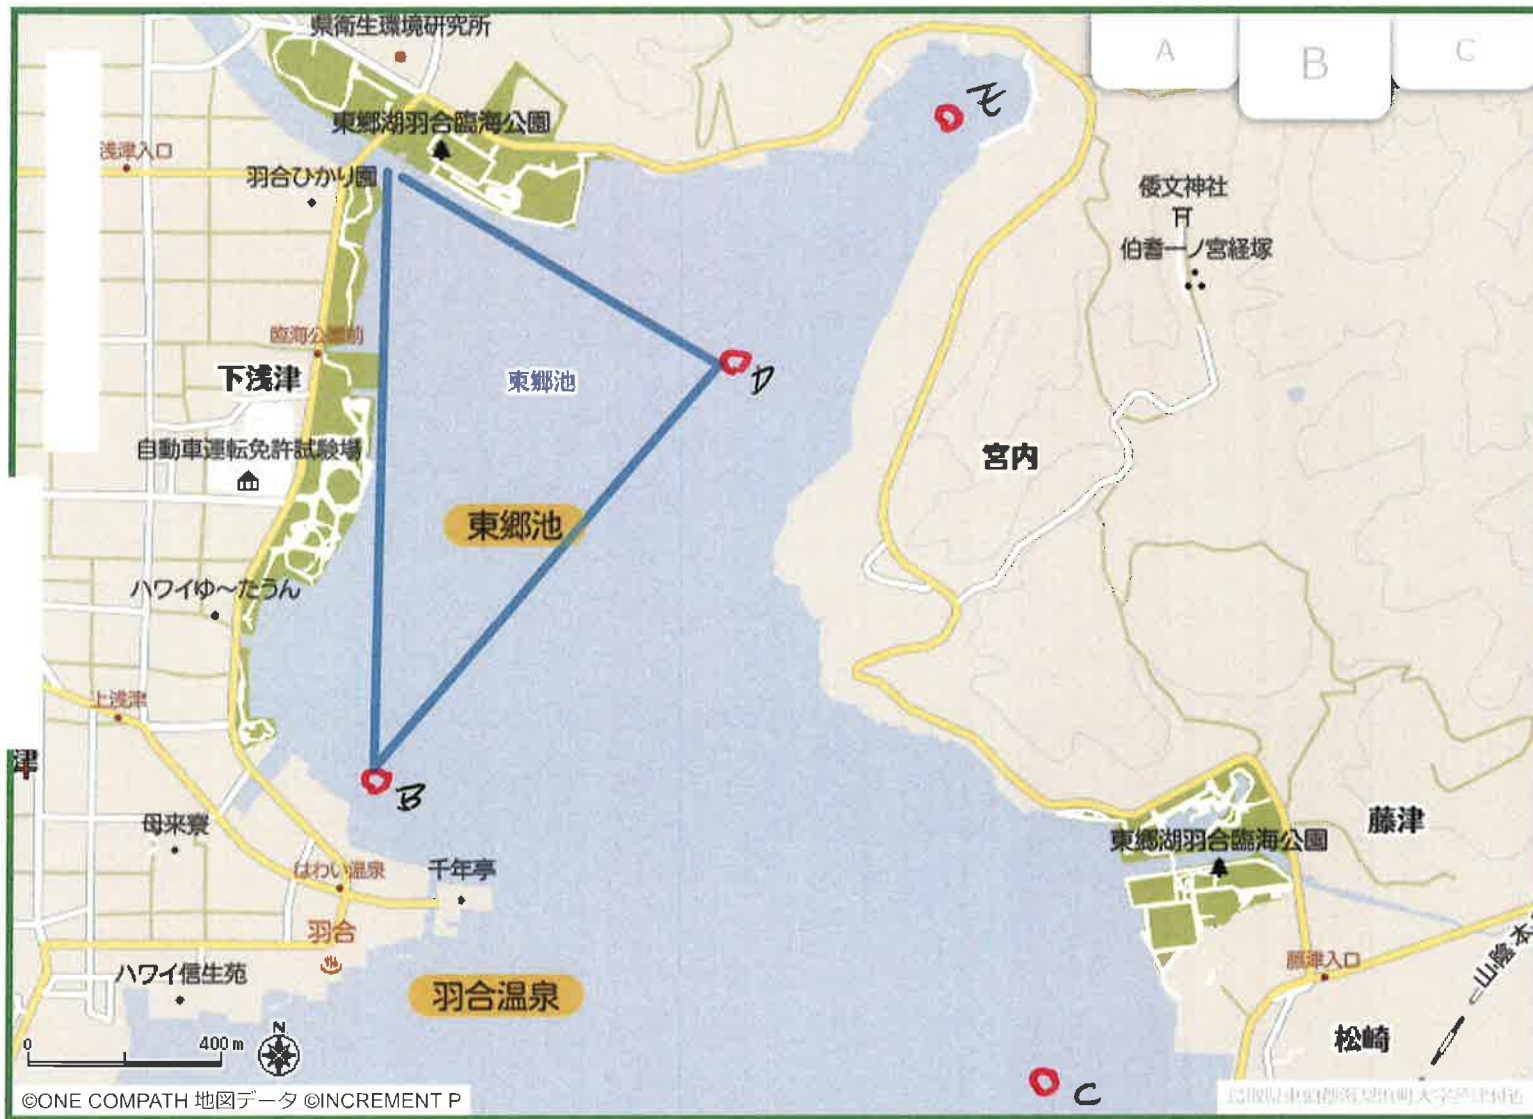 県衛生環境研究所
A
B
C
E
東郷湖羽合臨海公園
浅津入口
羽合ひかり園
倭文神社
伯耆一ノ宮経塚
臨海公園前
下浅津
東郷池
D
自動車運転免許試験場
宮内
東郷池
ハワイゆ〜たうん
上浅津
津
B
母来寮
東郷湖羽合臨海公園
藤津
はわい温泉
千年亭
羽合
藤津入口
山陰本
ハワイ信生苑
羽合温泉
松崎
0
400m
N
C
©ONE COMPATH 地図データ ©INCREMENT P